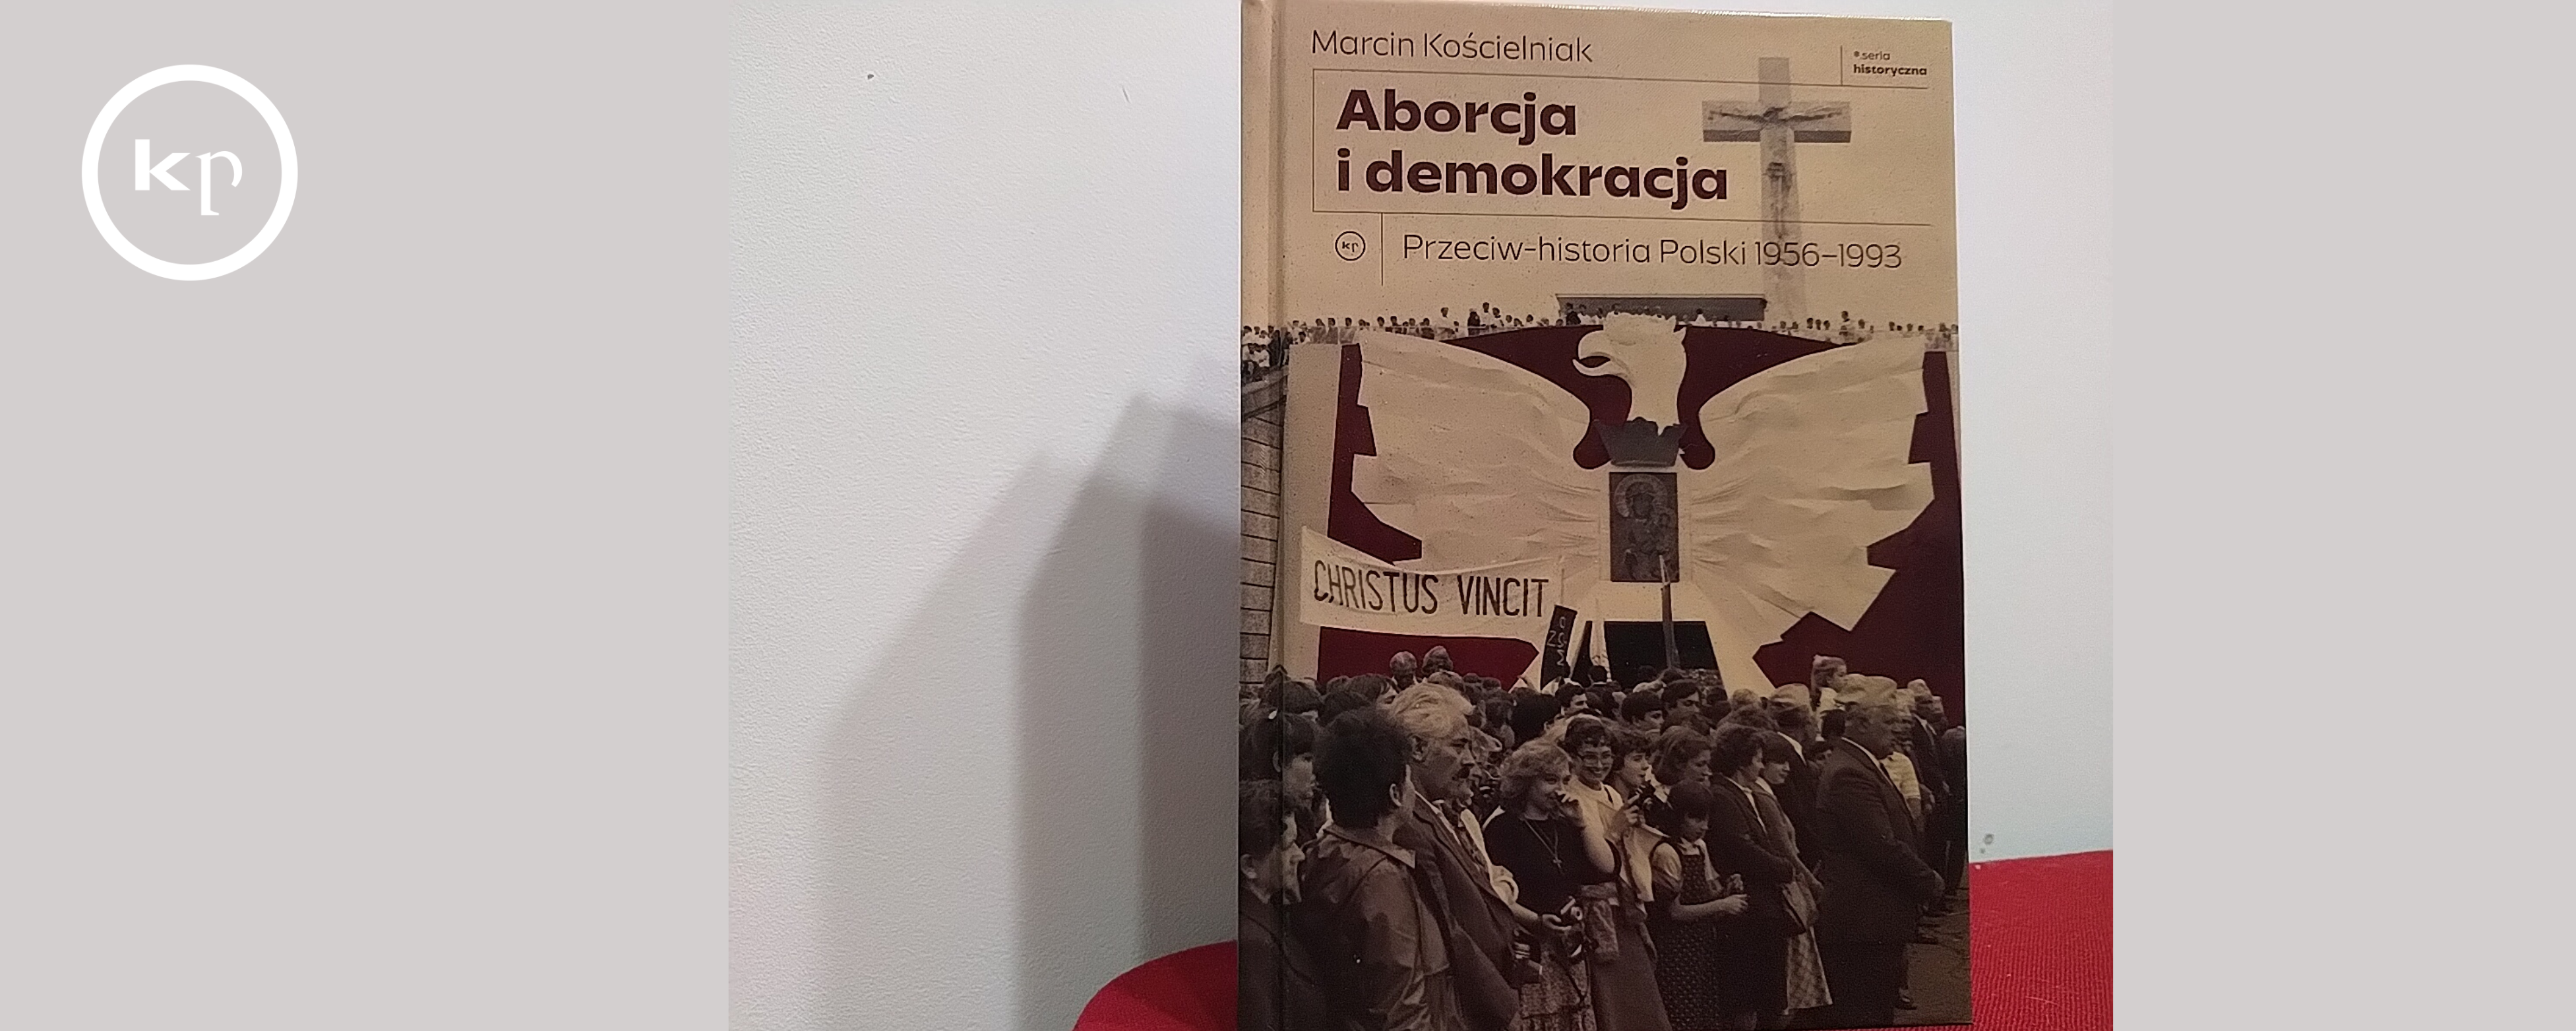 kp
Marcin Kościelniak
seria
historyczna
Aborcja
i demokracja
kp
Przeciw-historia Polski 1956–1993
CHRISTUS VINCIT